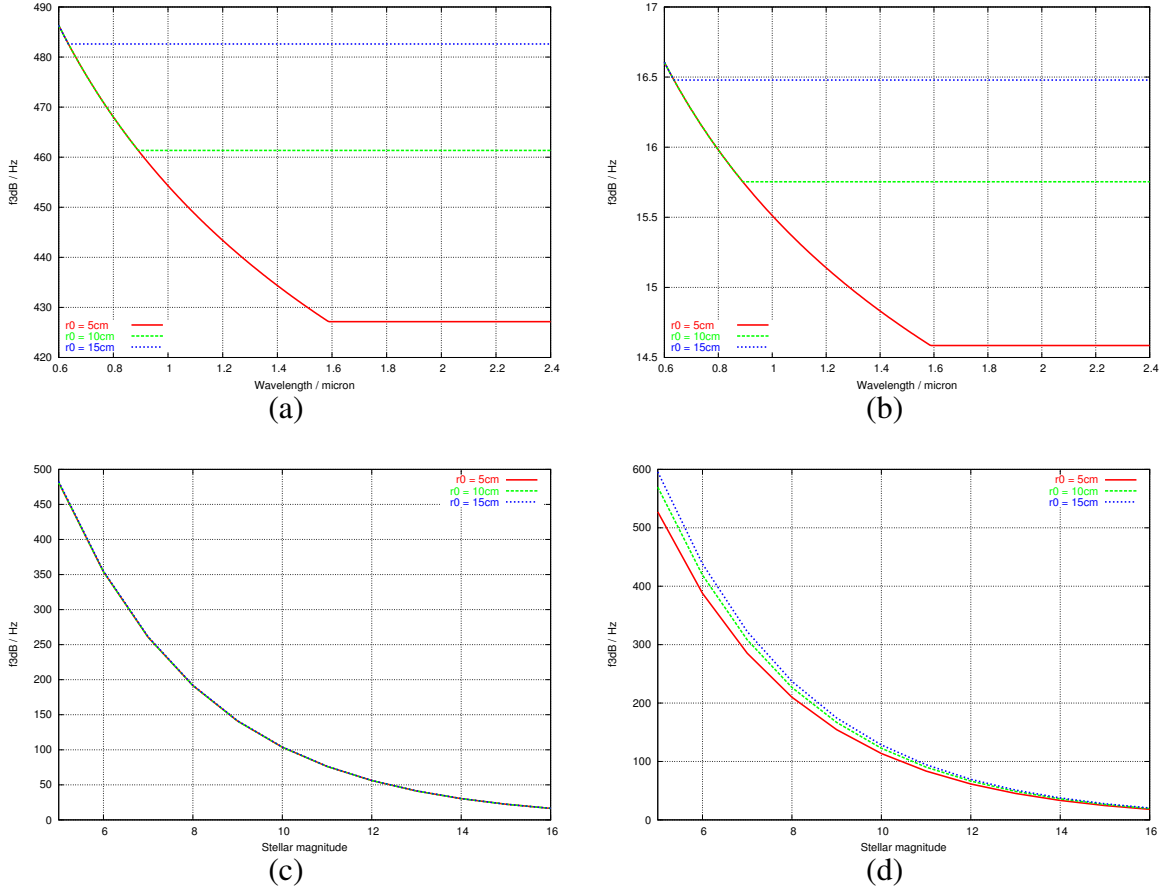 490
480
470
460
450
440
430
420
f3dB / Hz
r0 = 5cm
r0 = 10cm
r0 = 15cm
0.6 0.8 1 1.2 1.4 1.6 1.8 2 2.2 2.4
Wavelength / micron
(a)
17
16.5
16
15.5
15
14.5
f3dB / Hz
r0 = 5cm
r0 = 10cm
r0 = 15cm
0.6 0.8 1 1.2 1.4 1.6 1.8 2 2.2 2.4
Wavelength / micron
(b)
500
450
400
350
300
250
200
150
100
50
0
f3dB / Hz
r0 = 5cm
r0 = 10cm
r0 = 15cm
6 8 10 12 14 16
Stellar magnitude
(c)
600
500
400
300
200
100
0
f3dB / Hz
r0 = 5cm
r0 = 10cm
r0 = 15cm
6 8 10 12 14 16
Stellar magnitude
(d)